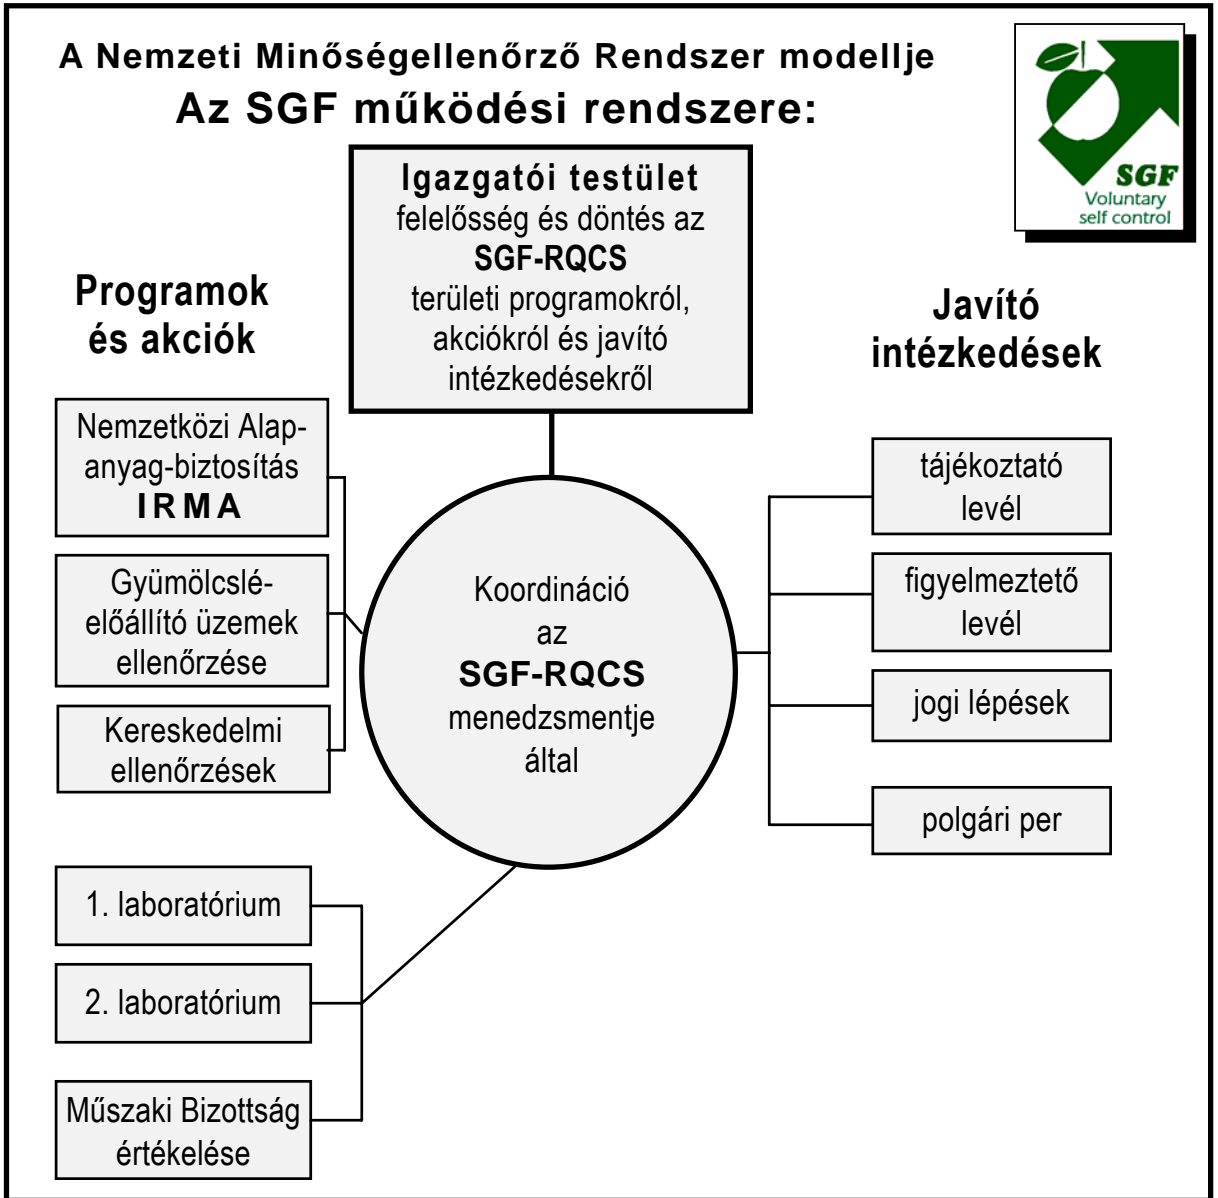 A Nemzeti Minőségellenőrző Rendszer modellje
Az SGF működési rendszere:
SGF
Voluntary
self control
Igazgatói testület
felelősség és döntés az
SGF-RQCS
területi programokról,
akciókról és javító
intézkedésekről
Programok
és akciók
Nemzetközi Alap-
anyag-biztosítás
IRMA
Gyümölcslé-
előállító üzemek
ellenőrzése
Kereskedelmi
ellenőrzések
Koordináció
az
SGF-RQCS
menedzsmentje
által
Javító
intézkedések
tájékoztató
levél
figyelmeztető
levél
jogi lépések
polgári per
1. laboratórium
2. laboratórium
Műszaki Bizottság
értékelése